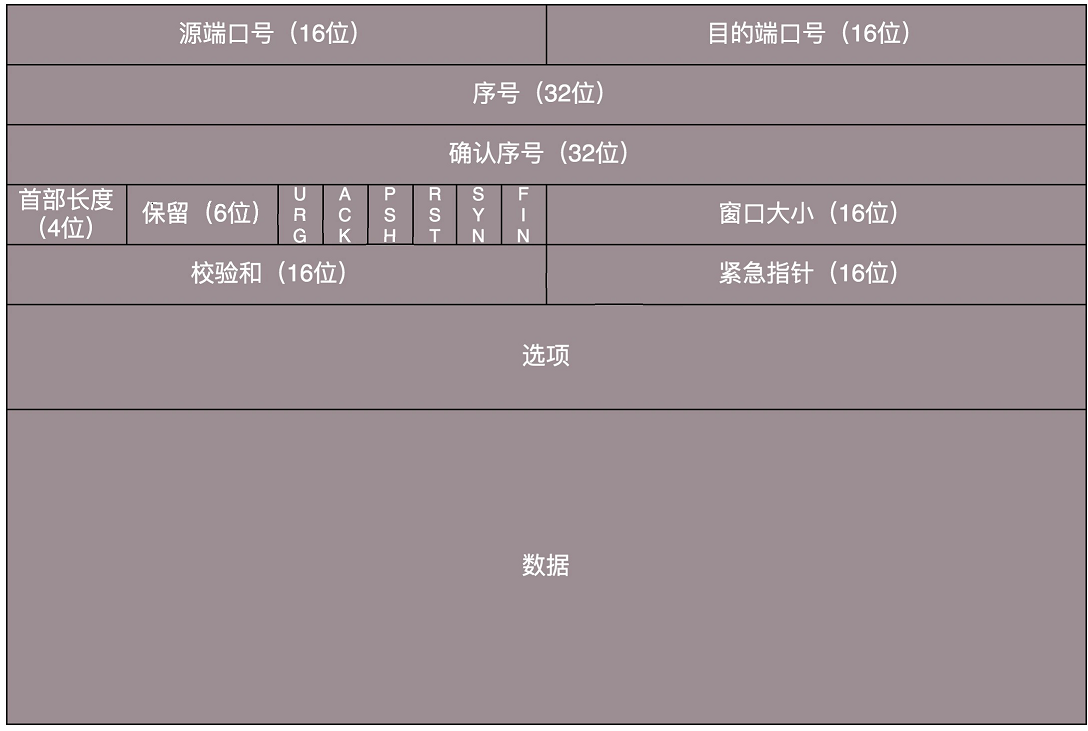 源端口号（16位）
目的端口号（16位）
序号（32位）
确认序号（32位）
首部长度
（4位）
保留（6位）
URG
ACK
PSH
RST
SYN
FIN
窗口大小（16位）
校验和（16位）
紧急指针（16位）
选项
数据